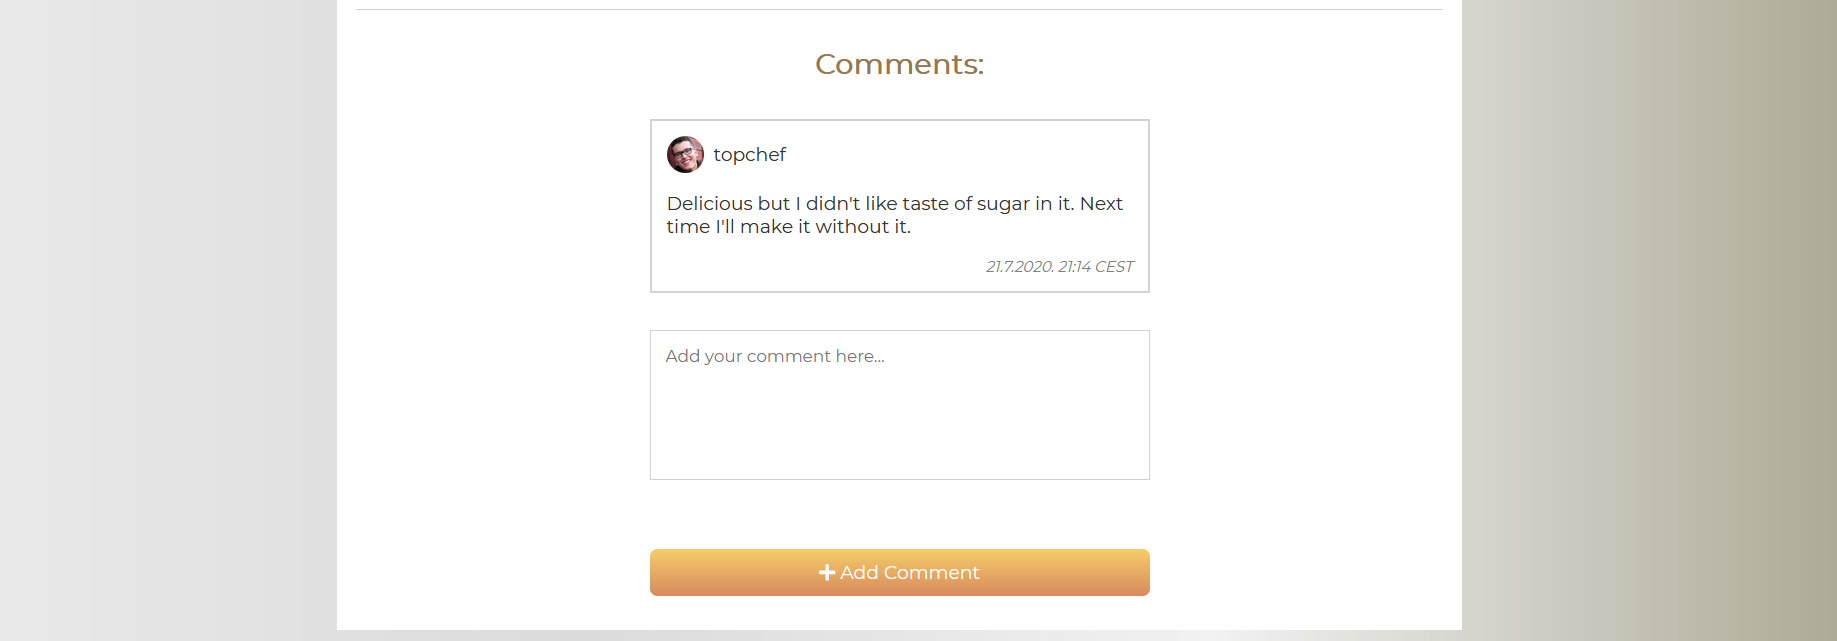 Comments:
topchef
Delicious but I didn't like taste of sugar in it. Next
time I'll make it without it.
21.7.2020. 21:14 CEST
Add your comment here...
Add Comment